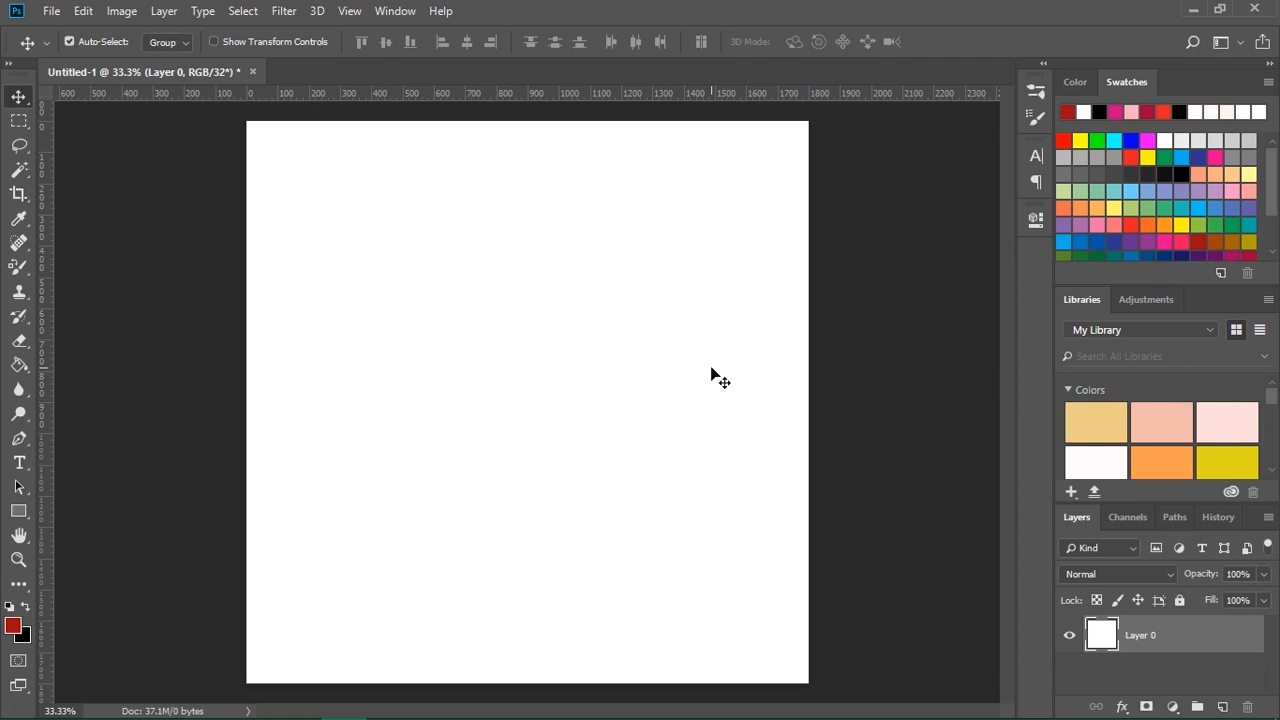 Ps File Edit Image Layer Type Select Filter 3D View Window Help
Auto-Select: Group Show Transform Controls 3D Mode:
Untitled-1 @ 33.3% (Layer 0, RGB/32*) *
600 500 400 300 200 100 0 100 200 300 400 500 600 700 800 900 1000 1100 1200 1300 1400 1500 1600 1700 1800 1900 2000 2100 2200 2300
Color Swatches
A
Libraries Adjustments
My Library
Search All Libraries
Colors
T
Layers Channels Paths History
Kind T
Normal Opacity: 100%
Lock: Fill: 100%
Layer 0
33.33% Doc: 37.1M/0 bytes
fx